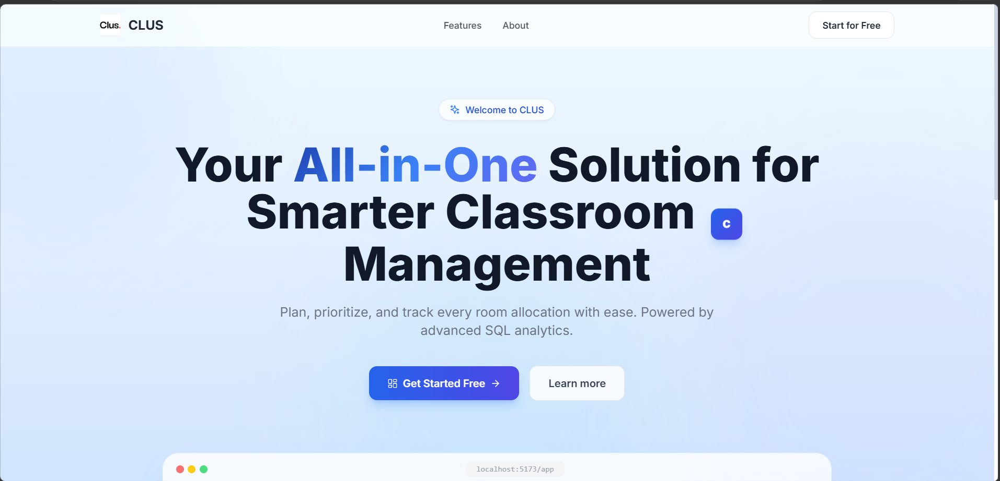 Clus. CLUS
Features
About
Start for Free
Welcome to CLUS
Your All-in-One Solution for
Smarter Classroom C
Management
Plan, prioritize, and track every room allocation with ease. Powered by
advanced SQL analytics.
Get Started Free →
Learn more
localhost:5173/app